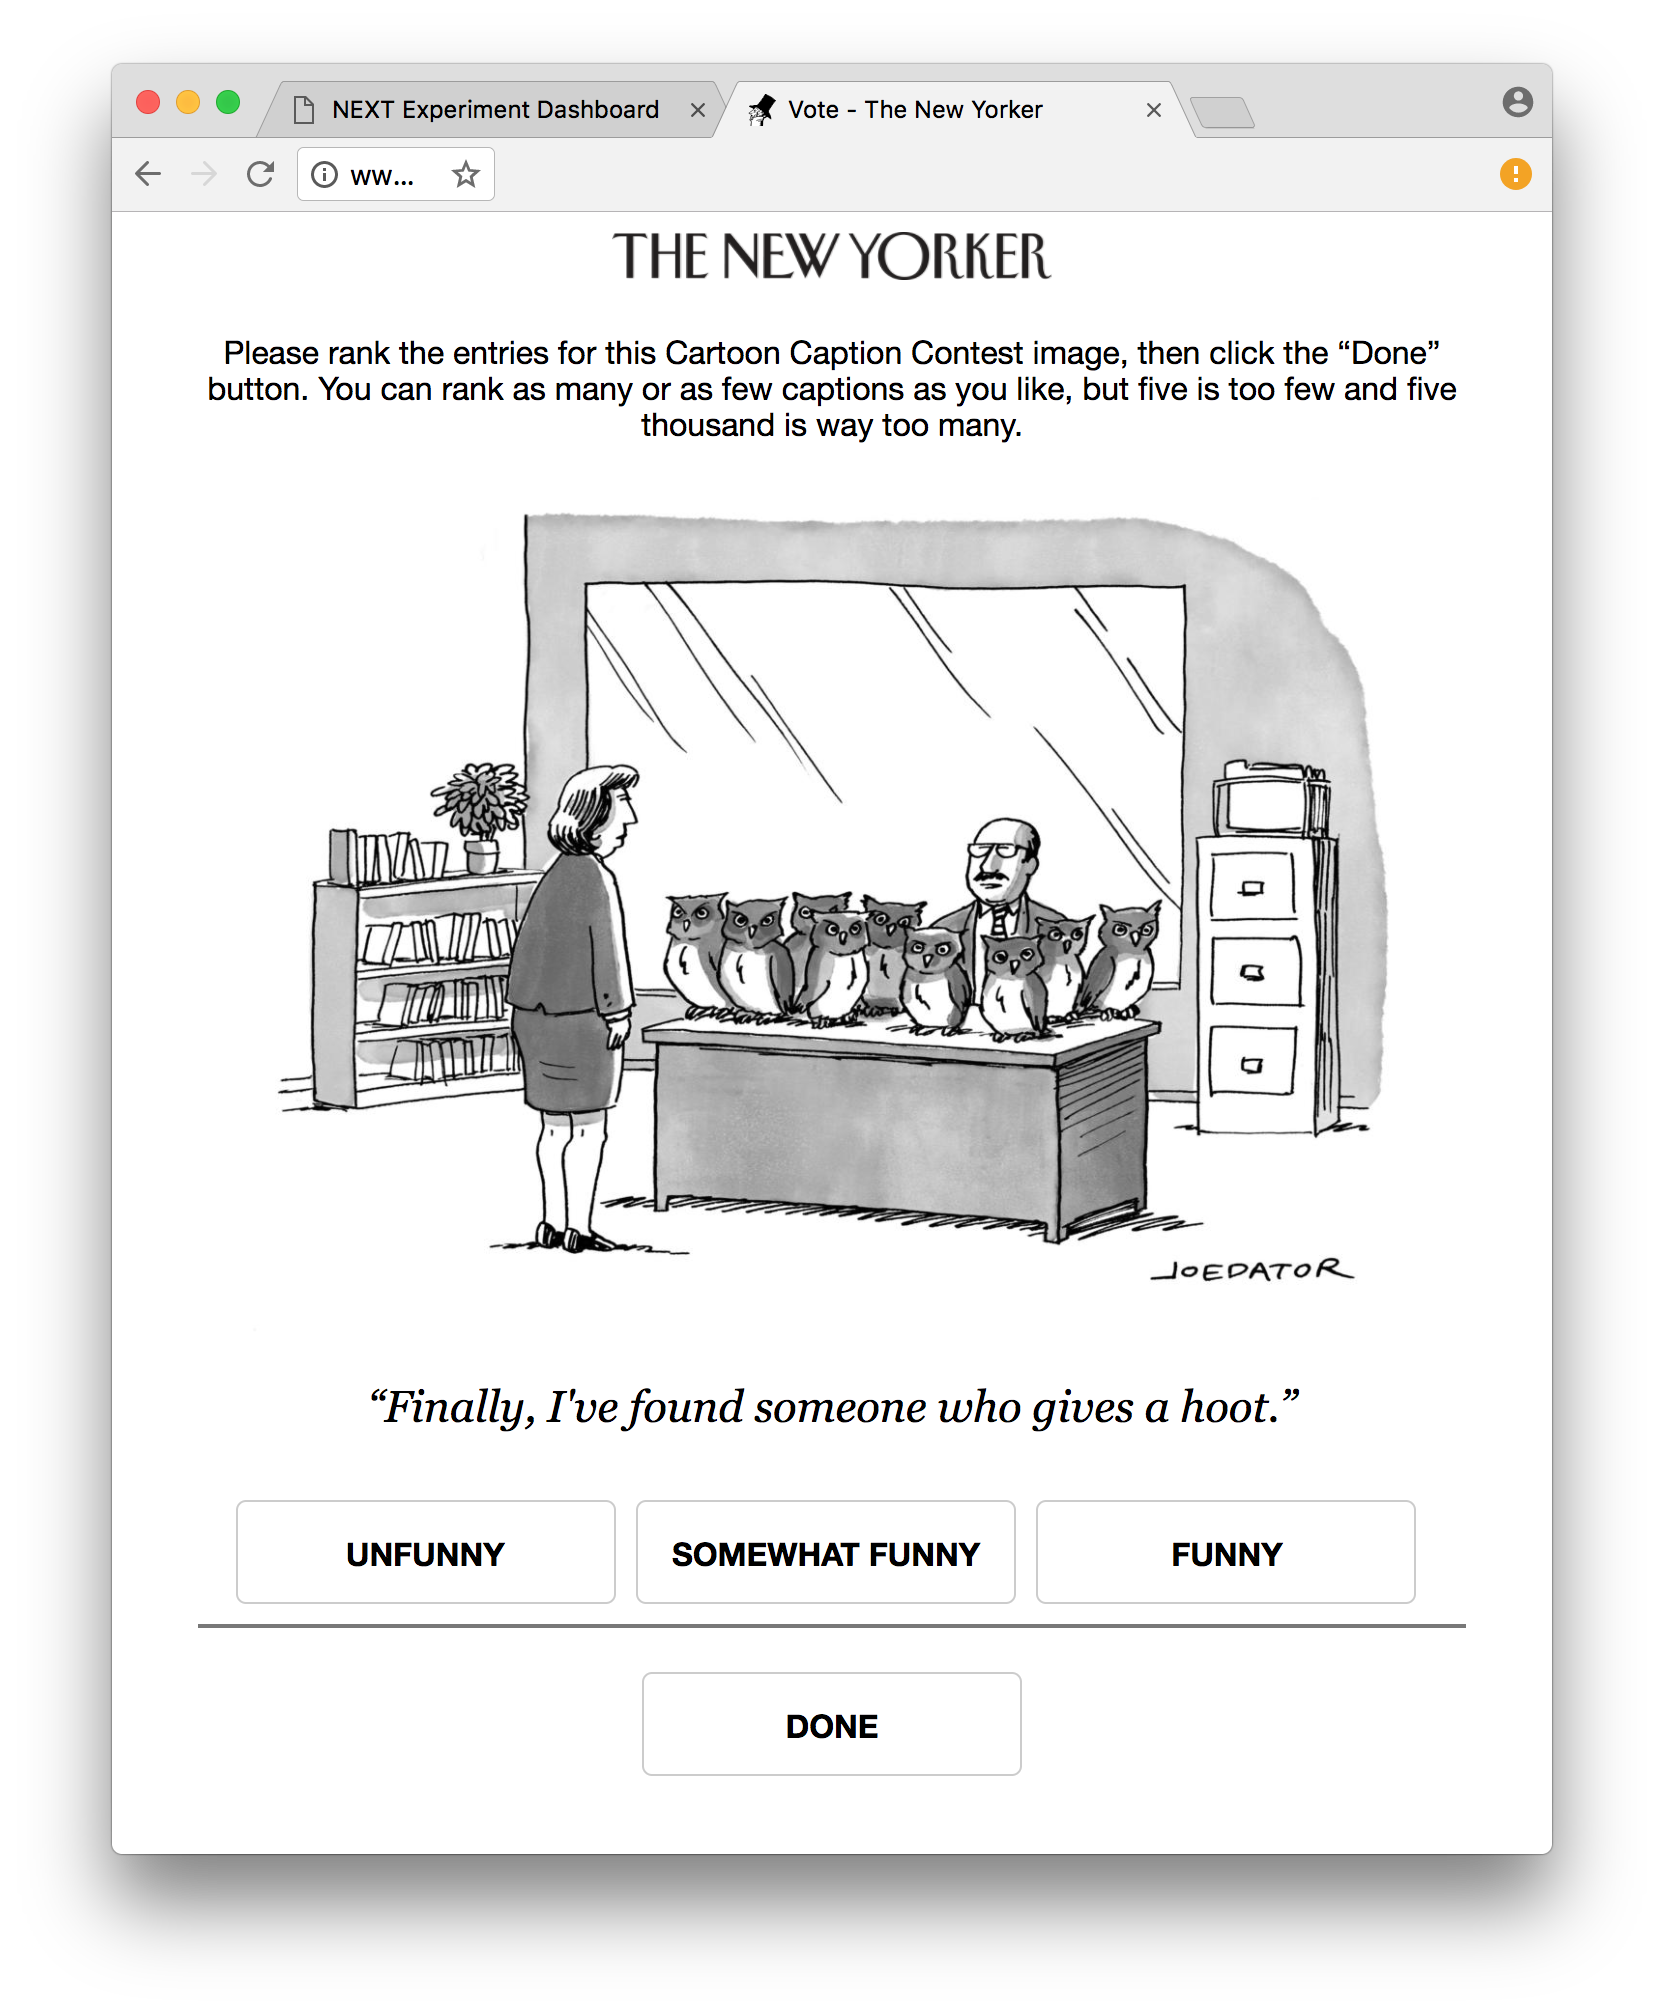 NEXT Experiment Dashboard
Vote - The New Yorker
ww...
THE NEW YORKER
Please rank the entries for this Cartoon Caption Contest image, then click the “Done”
button. You can rank as many or as few captions as you like, but five is too few and five
thousand is way too many.
JOEDATOR
“Finally, I've found someone who gives a hoot.”
UNFUNNY
SOMEWHAT FUNNY
FUNNY
DONE